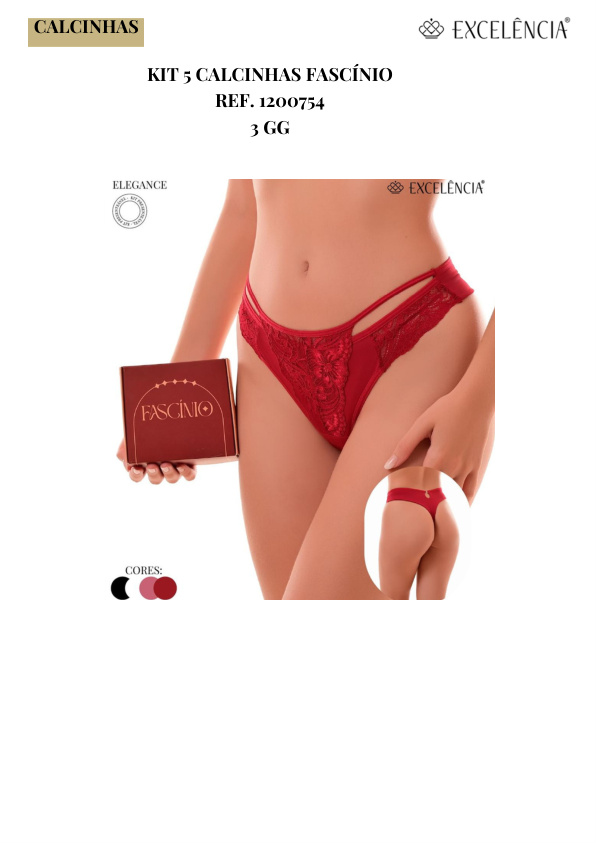 CALCINHAS
EXCELÊNCIA®
KIT 5 CALCINHAS FASCÍNIO
REF. 1200754
3 GG
ELEGANCE
EXCELÊNCIA
FASCÍNIO
CORES: